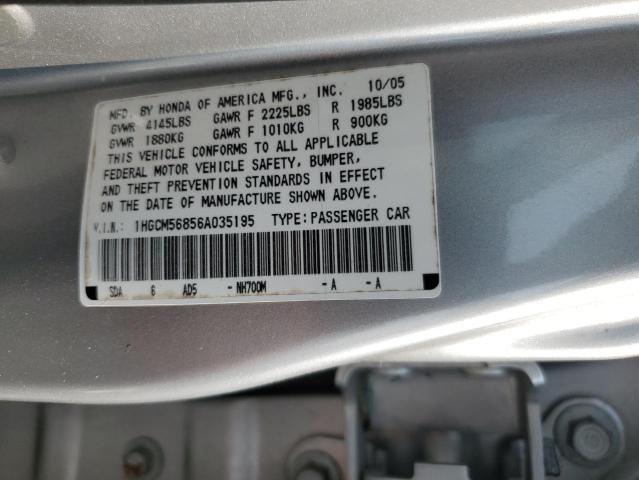 MFD. BY HONDA OF AMERICA MFG., INC. 10/05
GVWR 4145LBS GAWR F 2225LBS R 1985LBS
GVWR 1880KG GAWR F 1010KG R 900KG
THIS VEHICLE CONFORMS TO ALL APPLICABLE
FEDERAL MOTOR VEHICLE SAFETY, BUMPER,
AND THEFT PREVENTION STANDARDS IN EFFECT
ON THE DATE OF MANUFACTURE SHOWN ABOVE.
V.I.N.: 1HGCM56856A035195 TYPE: PASSENGER CAR
SDA 6 AD5 - NH700M - A - A